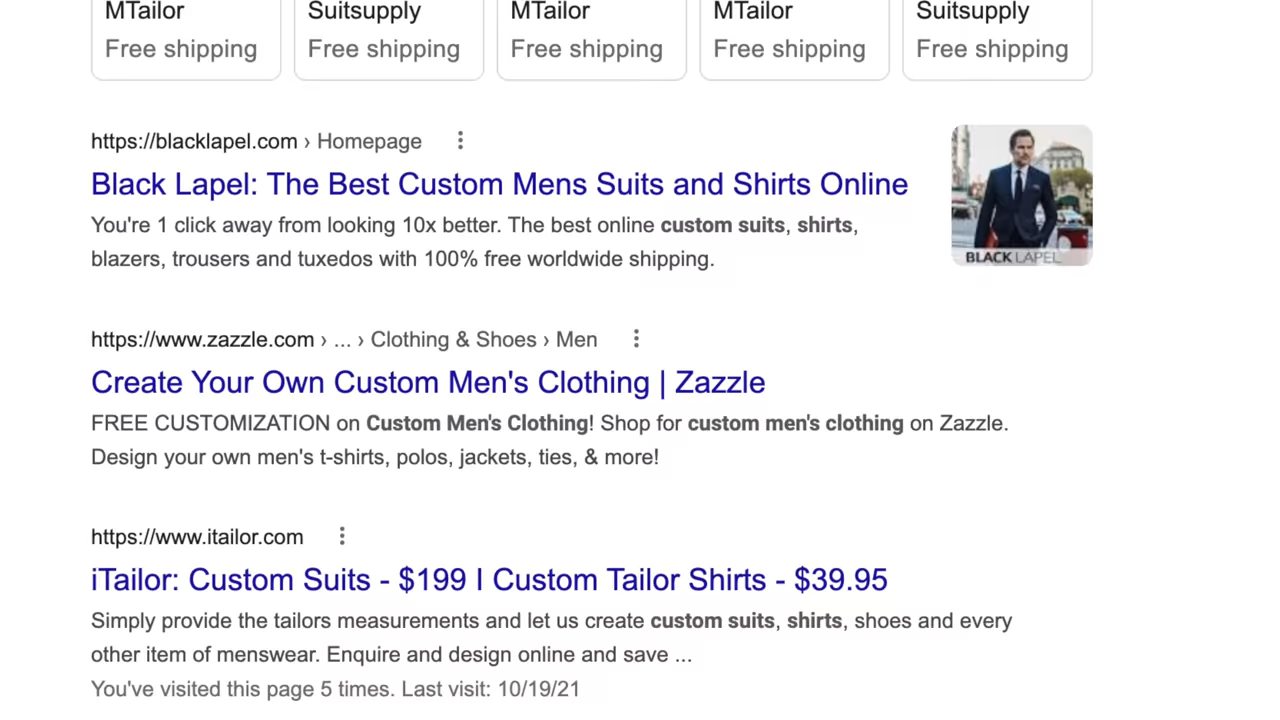 MTailor
Suitsupply
MTailor
MTailor
Suitsupply
Free shipping
Free shipping
Free shipping
Free shipping
Free shipping
https://blacklapel.com › Homepage
Black Lapel: The Best Custom Mens Suits and Shirts Online
You're 1 click away from looking 10x better. The best online custom suits, shirts,
blazers, trousers and tuxedos with 100% free worldwide shipping.
BLACK LAPEL
https://www.zazzle.com › ... › Clothing & Shoes › Men
Create Your Own Custom Men's Clothing | Zazzle
FREE CUSTOMIZATION on Custom Men's Clothing! Shop for custom men's clothing on Zazzle.
Design your own men's t-shirts, polos, jackets, ties, & more!
https://www.itailor.com
iTailor: Custom Suits - $199 I Custom Tailor Shirts - $39.95
Simply provide the tailors measurements and let us create custom suits, shirts, shoes and every
other item of menswear. Enquire and design online and save ...
You've visited this page 5 times. Last visit: 10/19/21